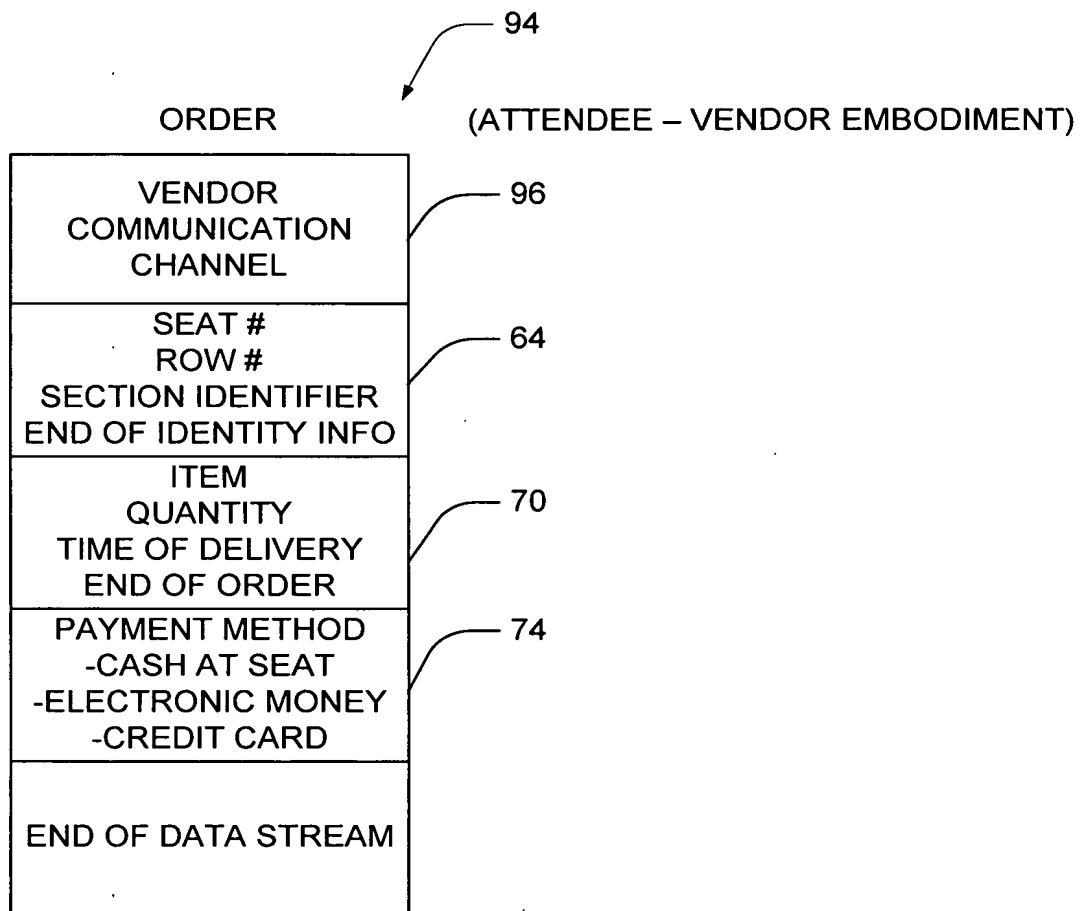 94
ORDER (ATTENDEE – VENDOR EMBODIMENT)
VENDOR
COMMUNICATION
CHANNEL
96
SEAT #
ROW #
SECTION IDENTIFIER
END OF IDENTITY INFO
64
ITEM
QUANTITY
TIME OF DELIVERY
END OF ORDER
70
PAYMENT METHOD
-CASH AT SEAT
-ELECTRONIC MONEY
-CREDIT CARD
74
END OF DATA STREAM